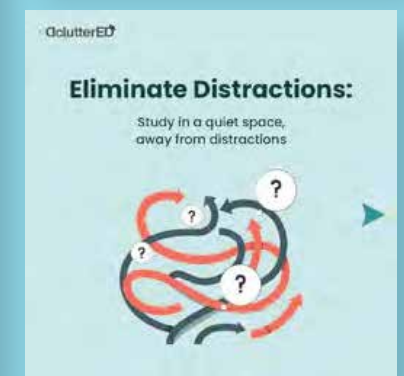 DclutterED
Eliminate Distractions:
Study in a quiet space,
away from distractions
?
?
?
?